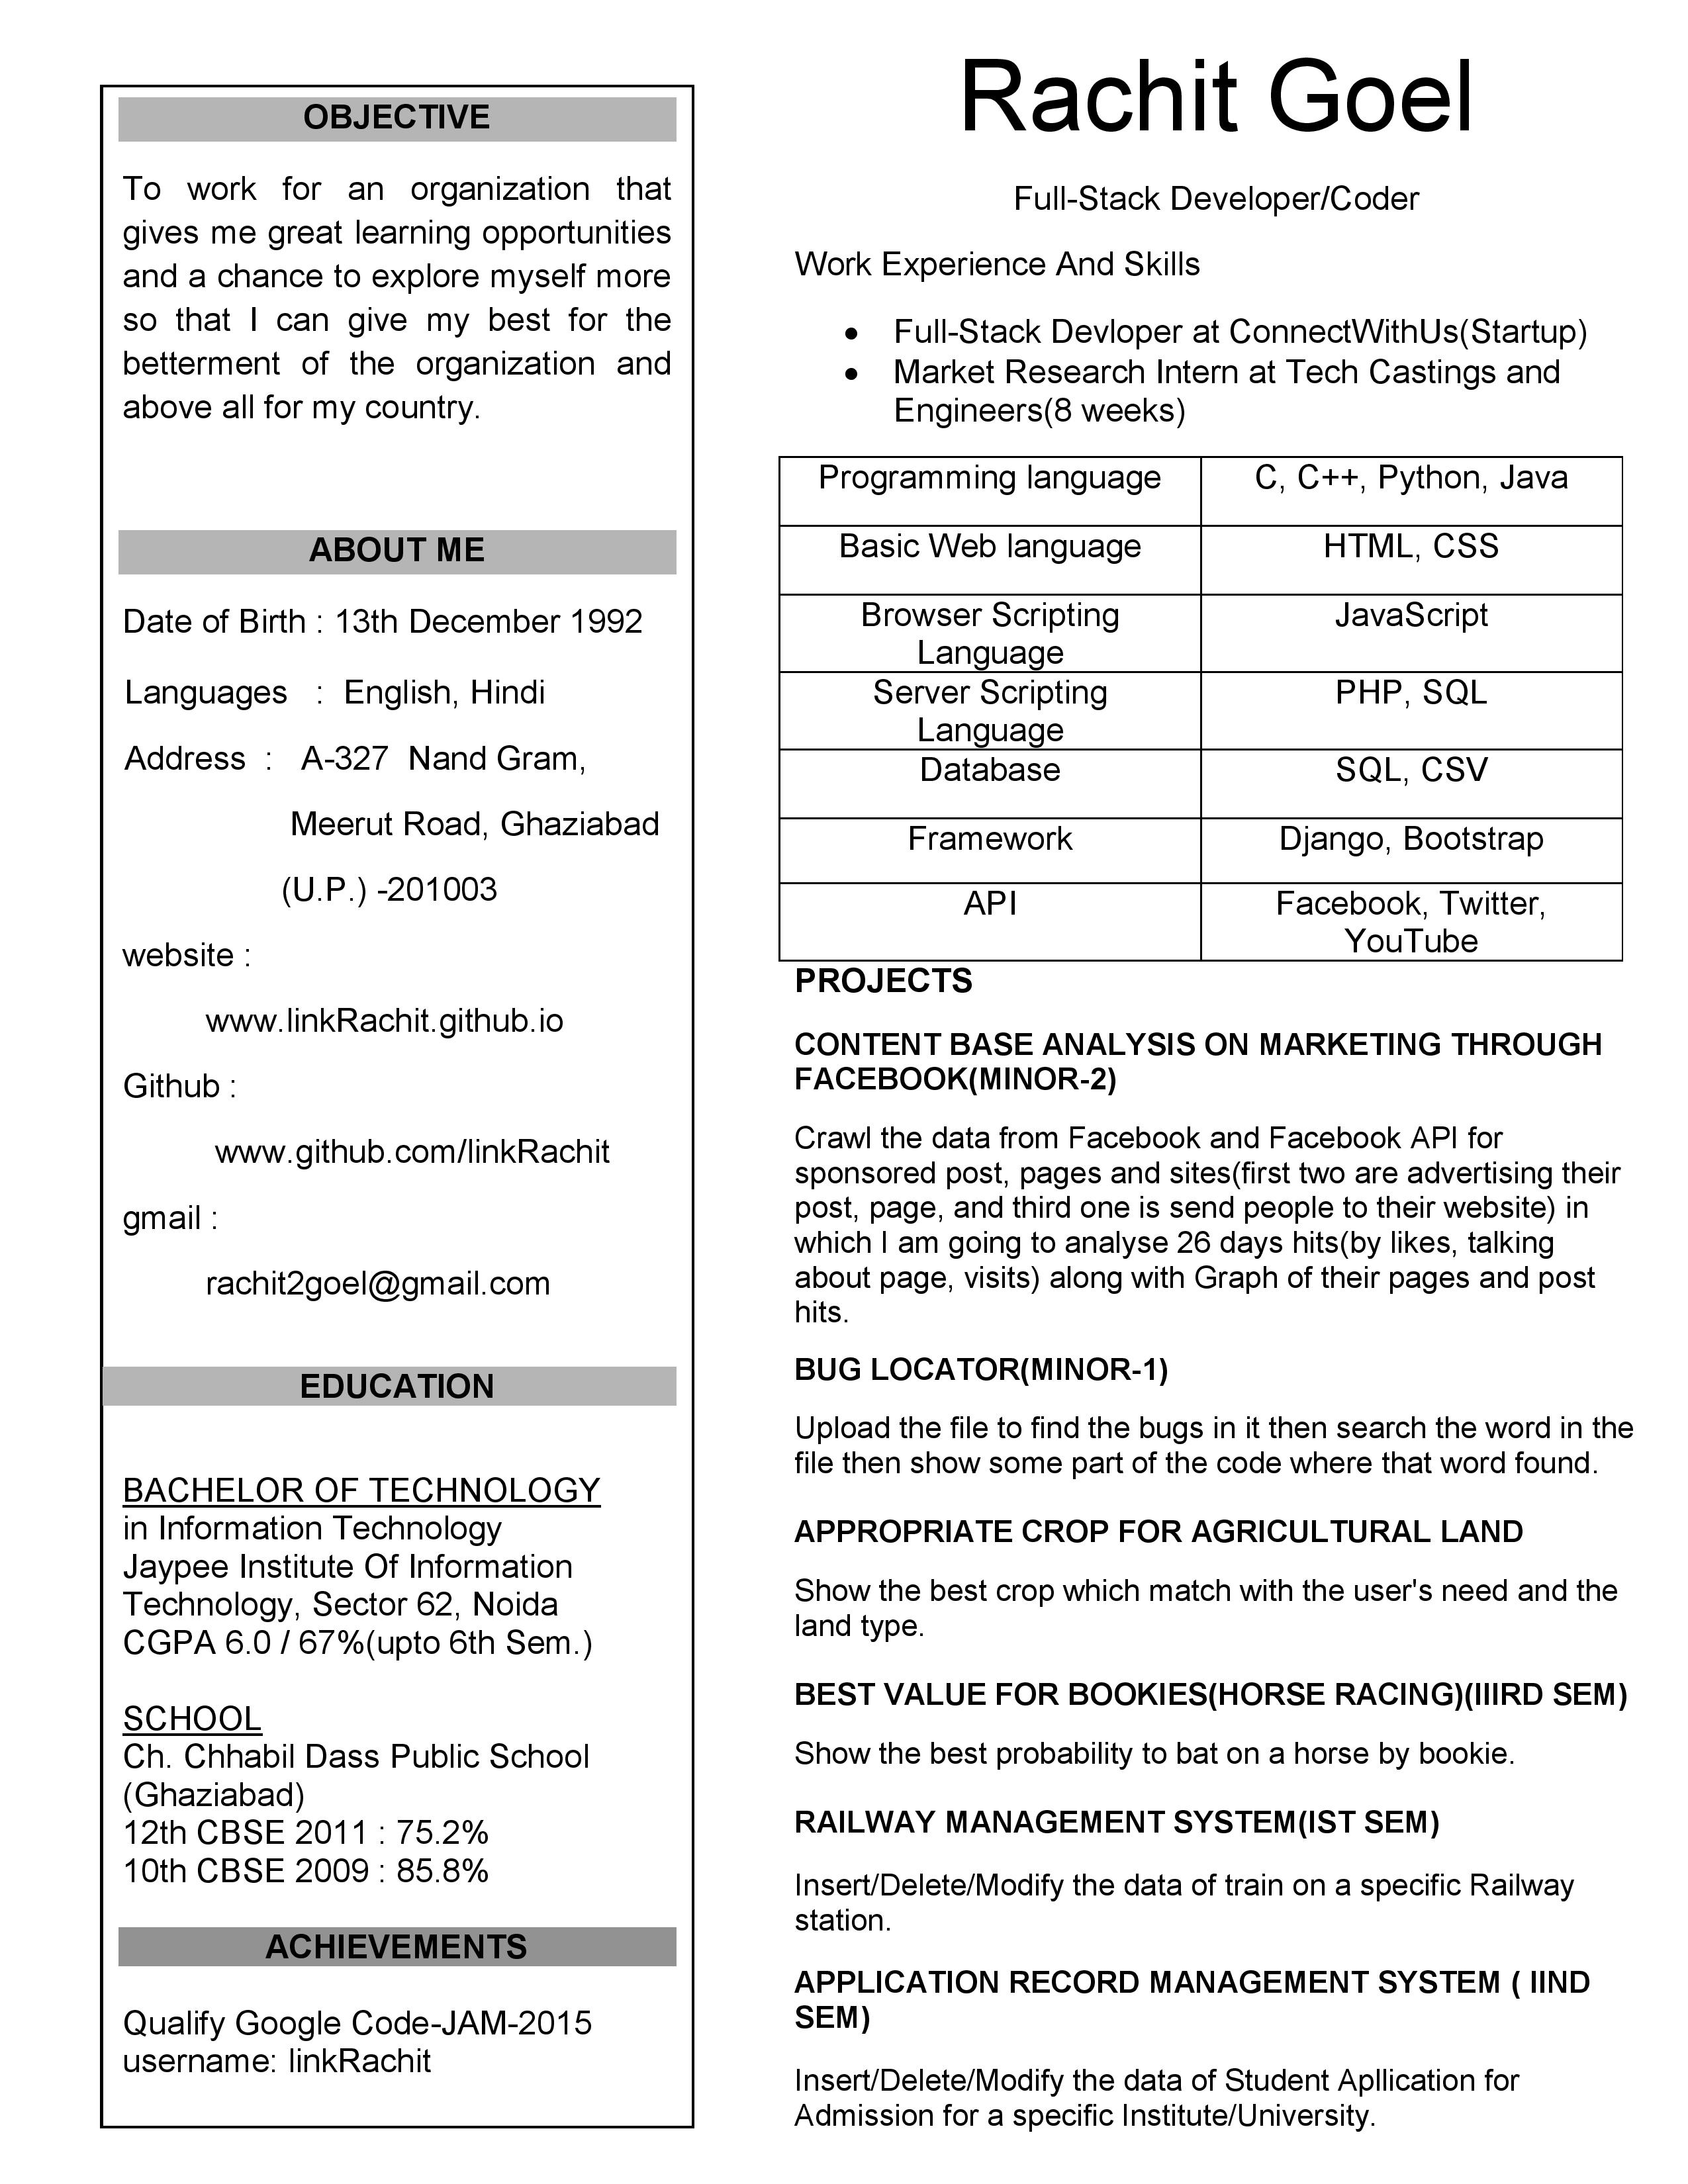 OBJECTIVE
To work for an organization that
gives me great learning opportunities
and a chance to explore myself more
so that I can give my best for the
betterment of the organization and
above all for my country.
ABOUT ME
Date of Birth : 13th December 1992
Languages : English, Hindi
Address : A-327 Nand Gram,
Meerut Road, Ghaziabad
(U.P.) -201003
website :
www.linkRachit.github.io
Github :
www.github.com/linkRachit
gmail :
rachit2goel@gmail.com
EDUCATION
BACHELOR OF TECHNOLOGY
in Information Technology
Jaypee Institute Of Information
Technology, Sector 62, Noida
CGPA 6.0 / 67%(upto 6th Sem.)
SCHOOL
Ch. Chhabil Dass Public School
(Ghaziabad)
12th CBSE 2011 : 75.2%
10th CBSE 2009 : 85.8%
ACHIEVEMENTS
Qualify Google Code-JAM-2015
username: linkRachit
Rachit Goel
Full-Stack Developer/Coder
Work Experience And Skills
• Full-Stack Devloper at ConnectWithUs(Startup)
• Market Research Intern at Tech Castings and
Engineers(8 weeks)
Programming language C, C++, Python, Java
Basic Web language HTML, CSS
Browser Scripting JavaScript
Language
Server Scripting PHP, SQL
Language
Database SQL, CSV
Framework Django, Bootstrap
API Facebook, Twitter,
YouTube
PROJECTS
CONTENT BASE ANALYSIS ON MARKETING THROUGH
FACEBOOK(MINOR-2)
Crawl the data from Facebook and Facebook API for
sponsored post, pages and sites(first two are advertising their
post, page, and third one is send people to their website) in
which I am going to analyse 26 days hits(by likes, talking
about page, visits) along with Graph of their pages and post
hits.
BUG LOCATOR(MINOR-1)
Upload the file to find the bugs in it then search the word in the
file then show some part of the code where that word found.
APPROPRIATE CROP FOR AGRICULTURAL LAND
Show the best crop which match with the user's need and the
land type.
BEST VALUE FOR BOOKIES(HORSE RACING)(IIIRD SEM)
Show the best probability to bat on a horse by bookie.
RAILWAY MANAGEMENT SYSTEM(IST SEM)
Insert/Delete/Modify the data of train on a specific Railway
station.
APPLICATION RECORD MANAGEMENT SYSTEM ( IIND
SEM)
Insert/Delete/Modify the data of Student Apllication for
Admission for a specific Institute/University.